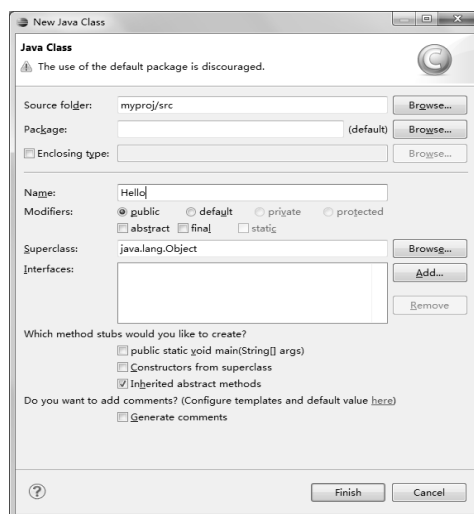 New Java Class
Java Class
The use of the default package is discouraged.
Source folder: myproj/src Browse...
Package: (default) Browse...
Enclosing type: Browse...
Name: Hello
Modifiers: public default private protected
abstract final static
Superclass: java.lang.Object Browse...
Interfaces: Add...
Remove
Which method stubs would you like to create?
public static void main(String[] args)
Constructors from superclass
Inherited abstract methods
Do you want to add comments? (Configure templates and default value here)
Generate comments
? Finish Cancel